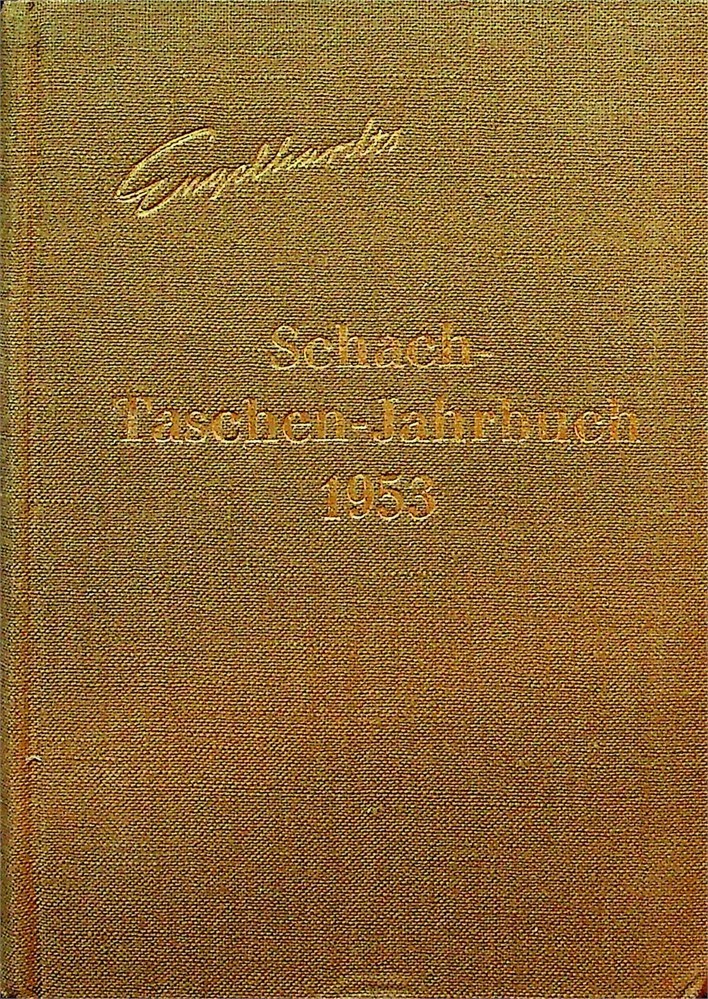 Engelhardts
Schach-
Taschen-Jahrbuch
1953